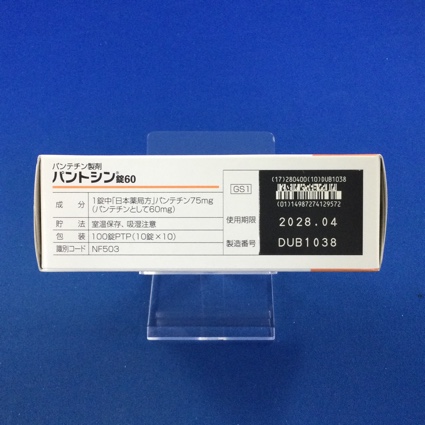 パンテチン製剤
パントシン®錠60
成分 1錠中「日本薬局方」パンテチン75mg
(パンテチンとして60mg)
貯法 室温保存、吸湿注意
包装 100錠PTP(10錠×10)
識別コード NF503
GS1
(17)280400(10)DUB1038
(01)14987274129572
使用期限 2028.04
製造番号 DUB1038